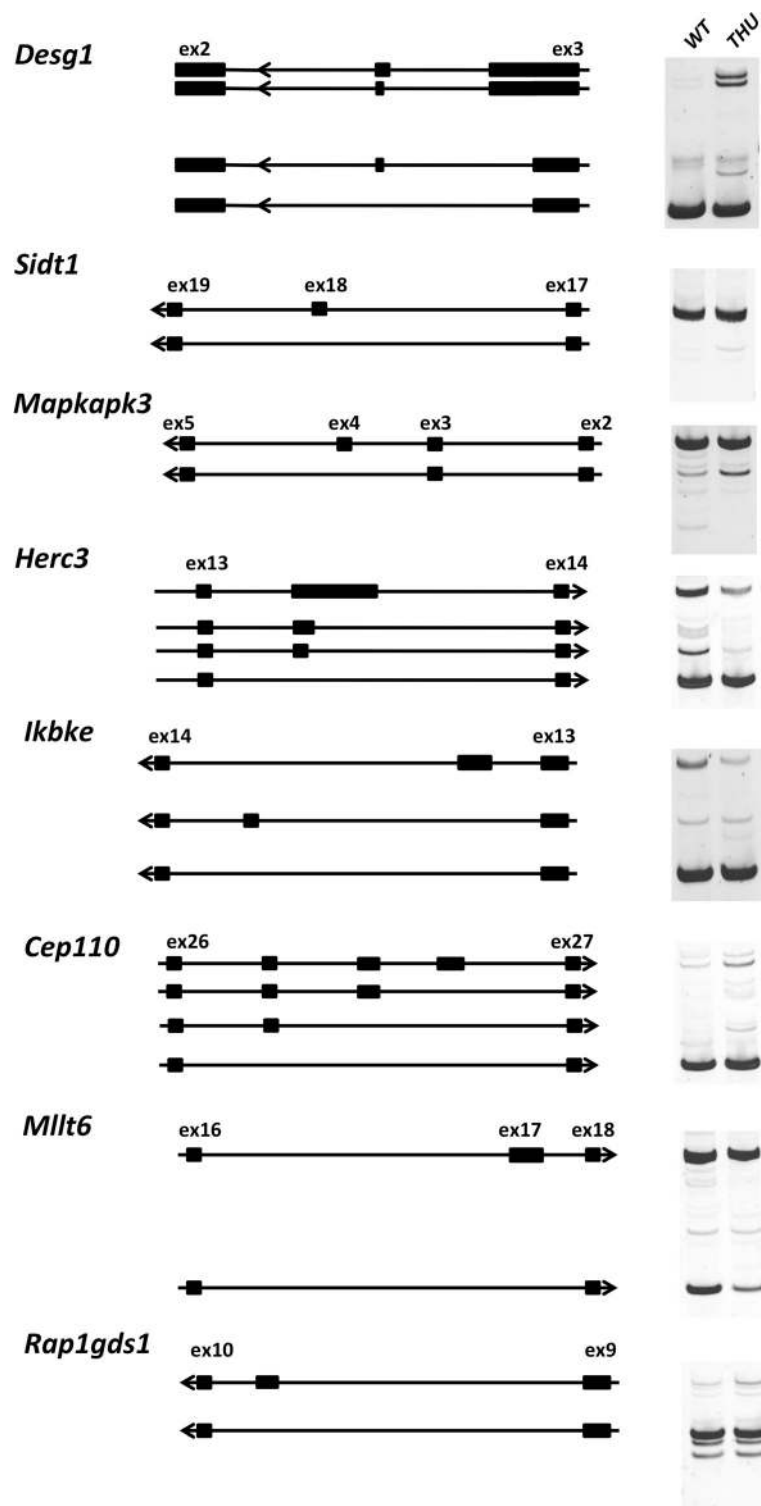 WT THU
Desg1
ex2 ex3
Sidt1
ex19 ex18 ex17
Mapkapk3
ex5 ex4 ex3 ex2
Herc3
ex13 ex14
Ikbke
ex14 ex13
Cep110
ex26 ex27
Mllt6
ex16 ex17 ex18
Rap1gds1
ex10 ex9